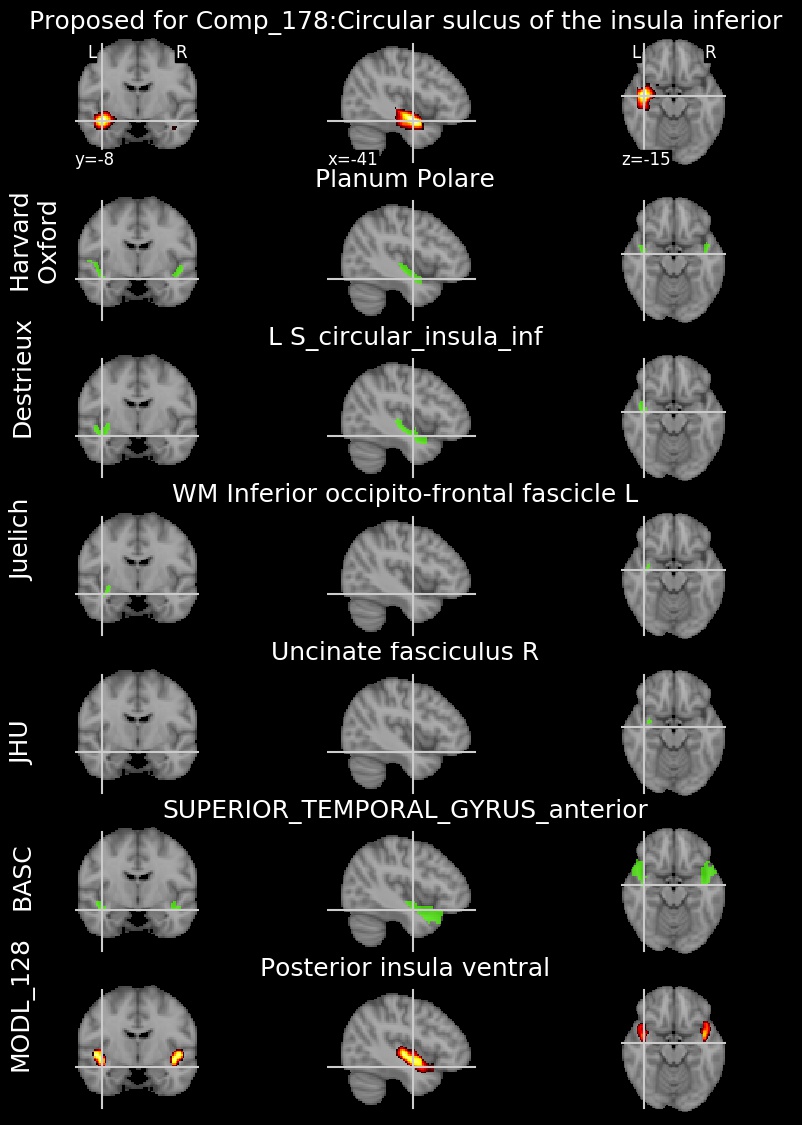 Proposed for Comp_178:Circular sulcus of the insula inferior
L R L R
y=-8 x=-41 z=-15
Planum Polare
Harvard
Oxford
L S_circular_insula_inf
Destrieux
WM Inferior occipito-frontal fascicle L
Juelich
Uncinate fasciculus R
JHU
SUPERIOR_TEMPORAL_GYRUS_anterior
BASC
Posterior insula ventral
MODL_128